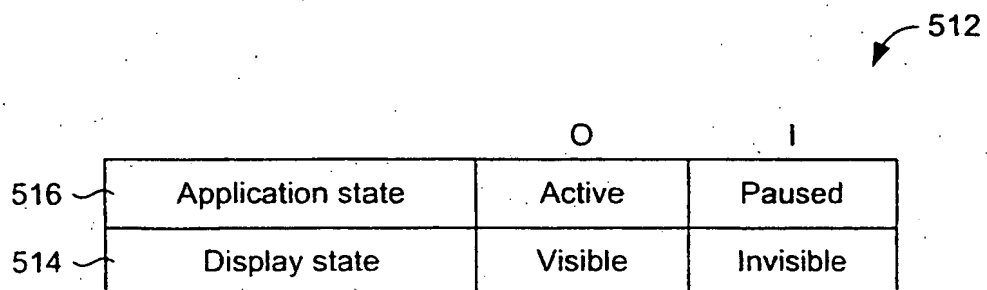 512
O I
516 Application state Active Paused
514 Display state Visible Invisible